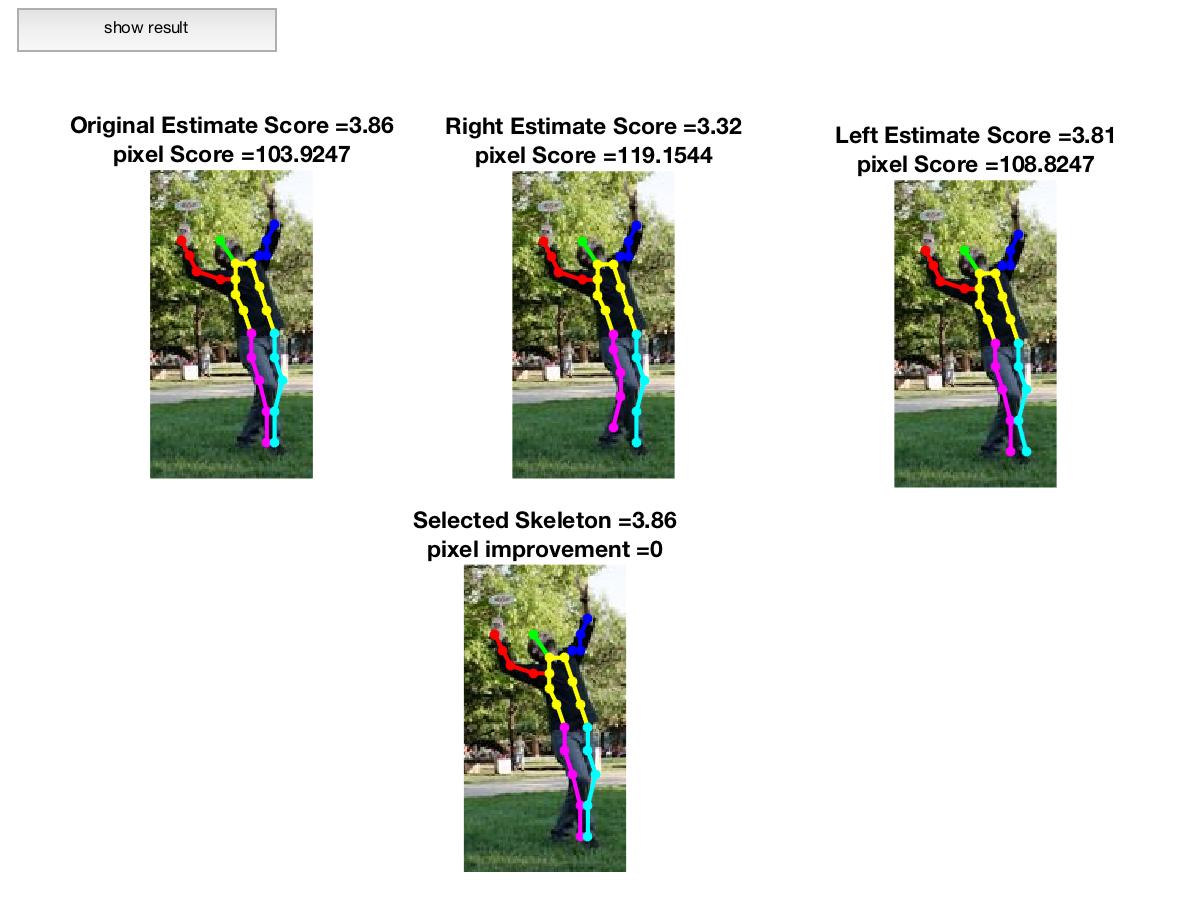 show result
Original Estimate Score =3.86
pixel Score =103.9247
Right Estimate Score =3.32
pixel Score =119.1544
Left Estimate Score =3.81
pixel Score =108.8247
Selected Skeleton =3.86
pixel improvement =0